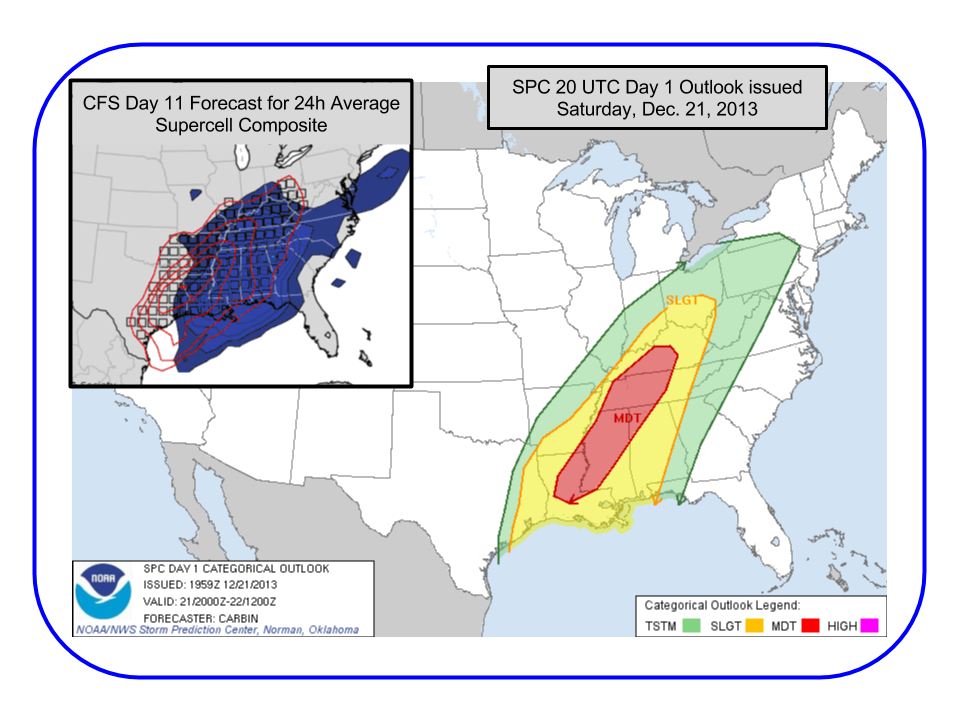 CFS Day 11 Forecast for 24h Average
Supercell Composite
SPC 20 UTC Day 1 Outlook issued
Saturday, Dec. 21, 2013
SLGT
MDT
NOAA
SPC DAY 1 CATEGORICAL OUTLOOK
ISSUED: 1959Z 12/21/2013
VALID: 21/2000Z-22/1200Z
FORECASTER: CARBIN
NOAA/NWS Storm Prediction Center, Norman, Oklahoma
Categorical Outlook Legend:
TSTM SLGT MDT HIGH